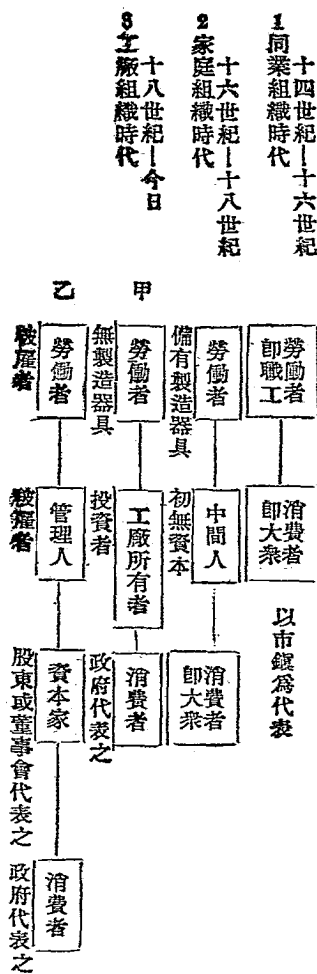 十四世紀—十六世紀
1 同業組織時代
勞働者
即職工
消費者
即大衆
以市鎭爲代表
十六世紀—十八世紀
2 家庭組織時代
勞働者
備有製造器具
中間人
初無資本
消費者
即大衆
十八世紀—今日
3 工廠組織時代
甲
勞働者
無製造器具
工廠所有者
投資者
消費者
政府代表之
乙
勞働者
被雇者
管理人
被雇者
資本家
股東或董事會代表之
消費者
政府代表之